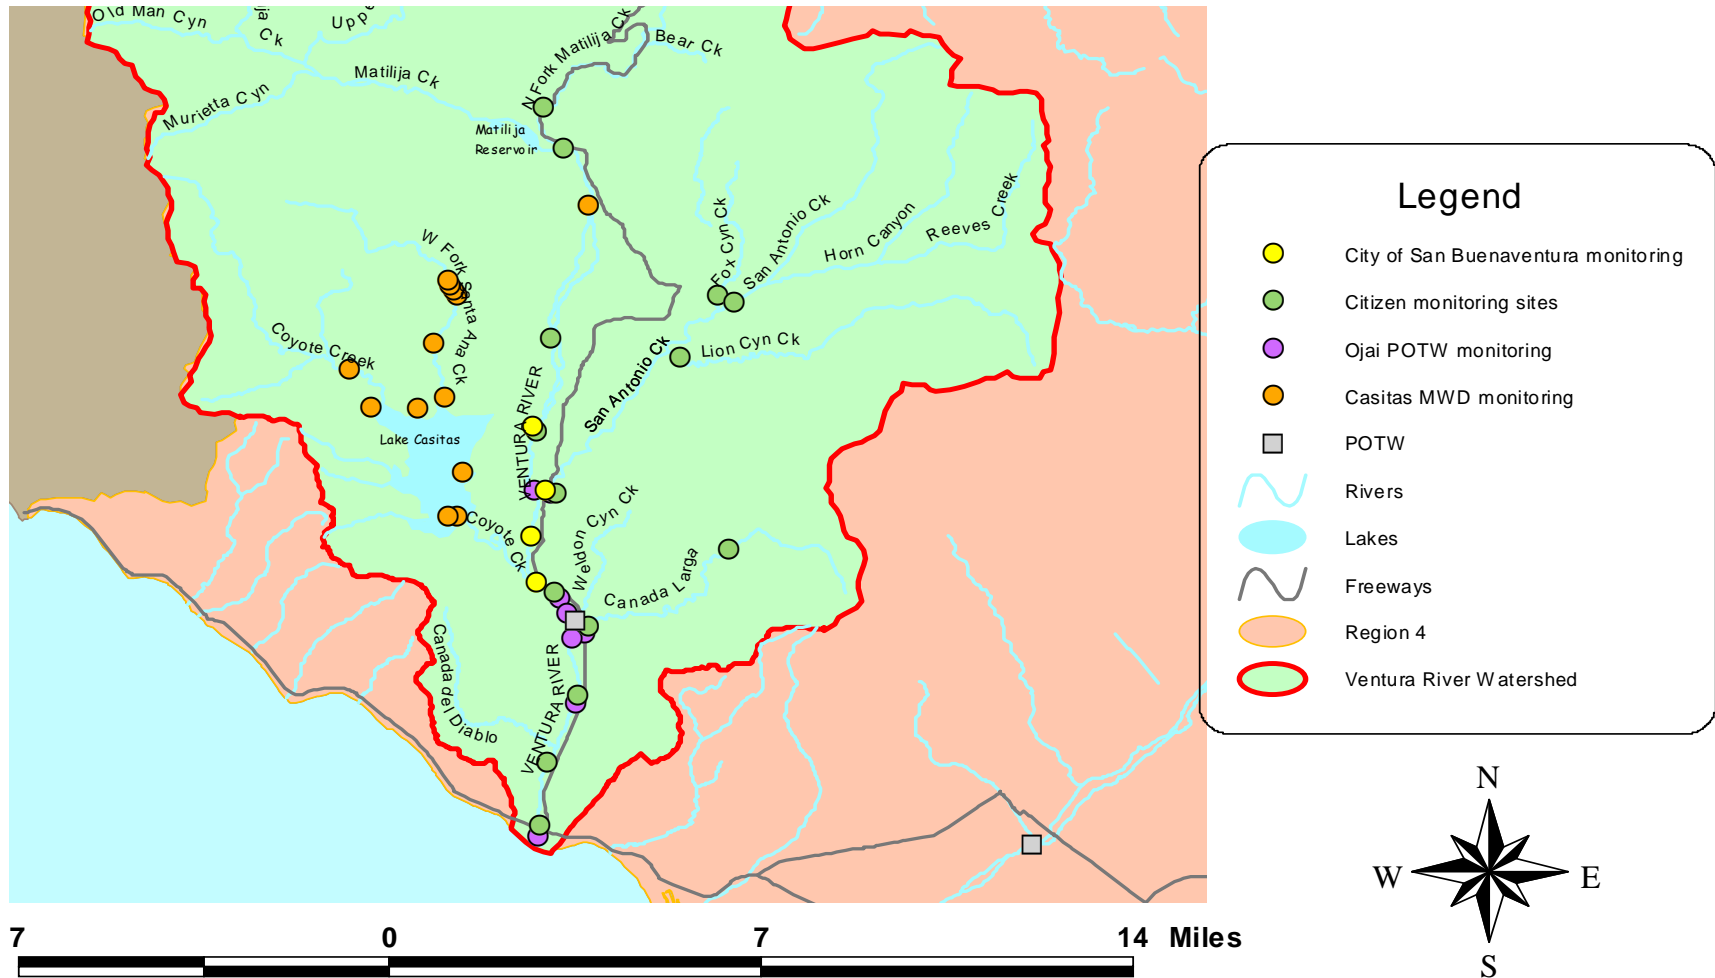 Old Man Cyn
ija
Ck
Uppe
N Fork Matilija Ck
Bear Ck
Matilija Ck
Murietta Cyn
Matilija
Reservoir
W Fork Santa Ana Ck
Fox Cyn Ck
San Antonio Ck
Horn Canyon
Reeves Creek
Coyote Creek
San Antonio Ck
Lion Cyn Ck
Lake Casitas
VENTURA RIVER
Coyote Ck
Weldon Cyn Ck
Canada Larga
Canada del Diablo
VENTURA RIVER
Legend
City of San Buenaventura monitoring
Citizen monitoring sites
Ojai POTW monitoring
Casitas MWD monitoring
POTW
Rivers
Lakes
Freeways
Region 4
Ventura River Watershed
N
W E
S
7 0 7 14 Miles